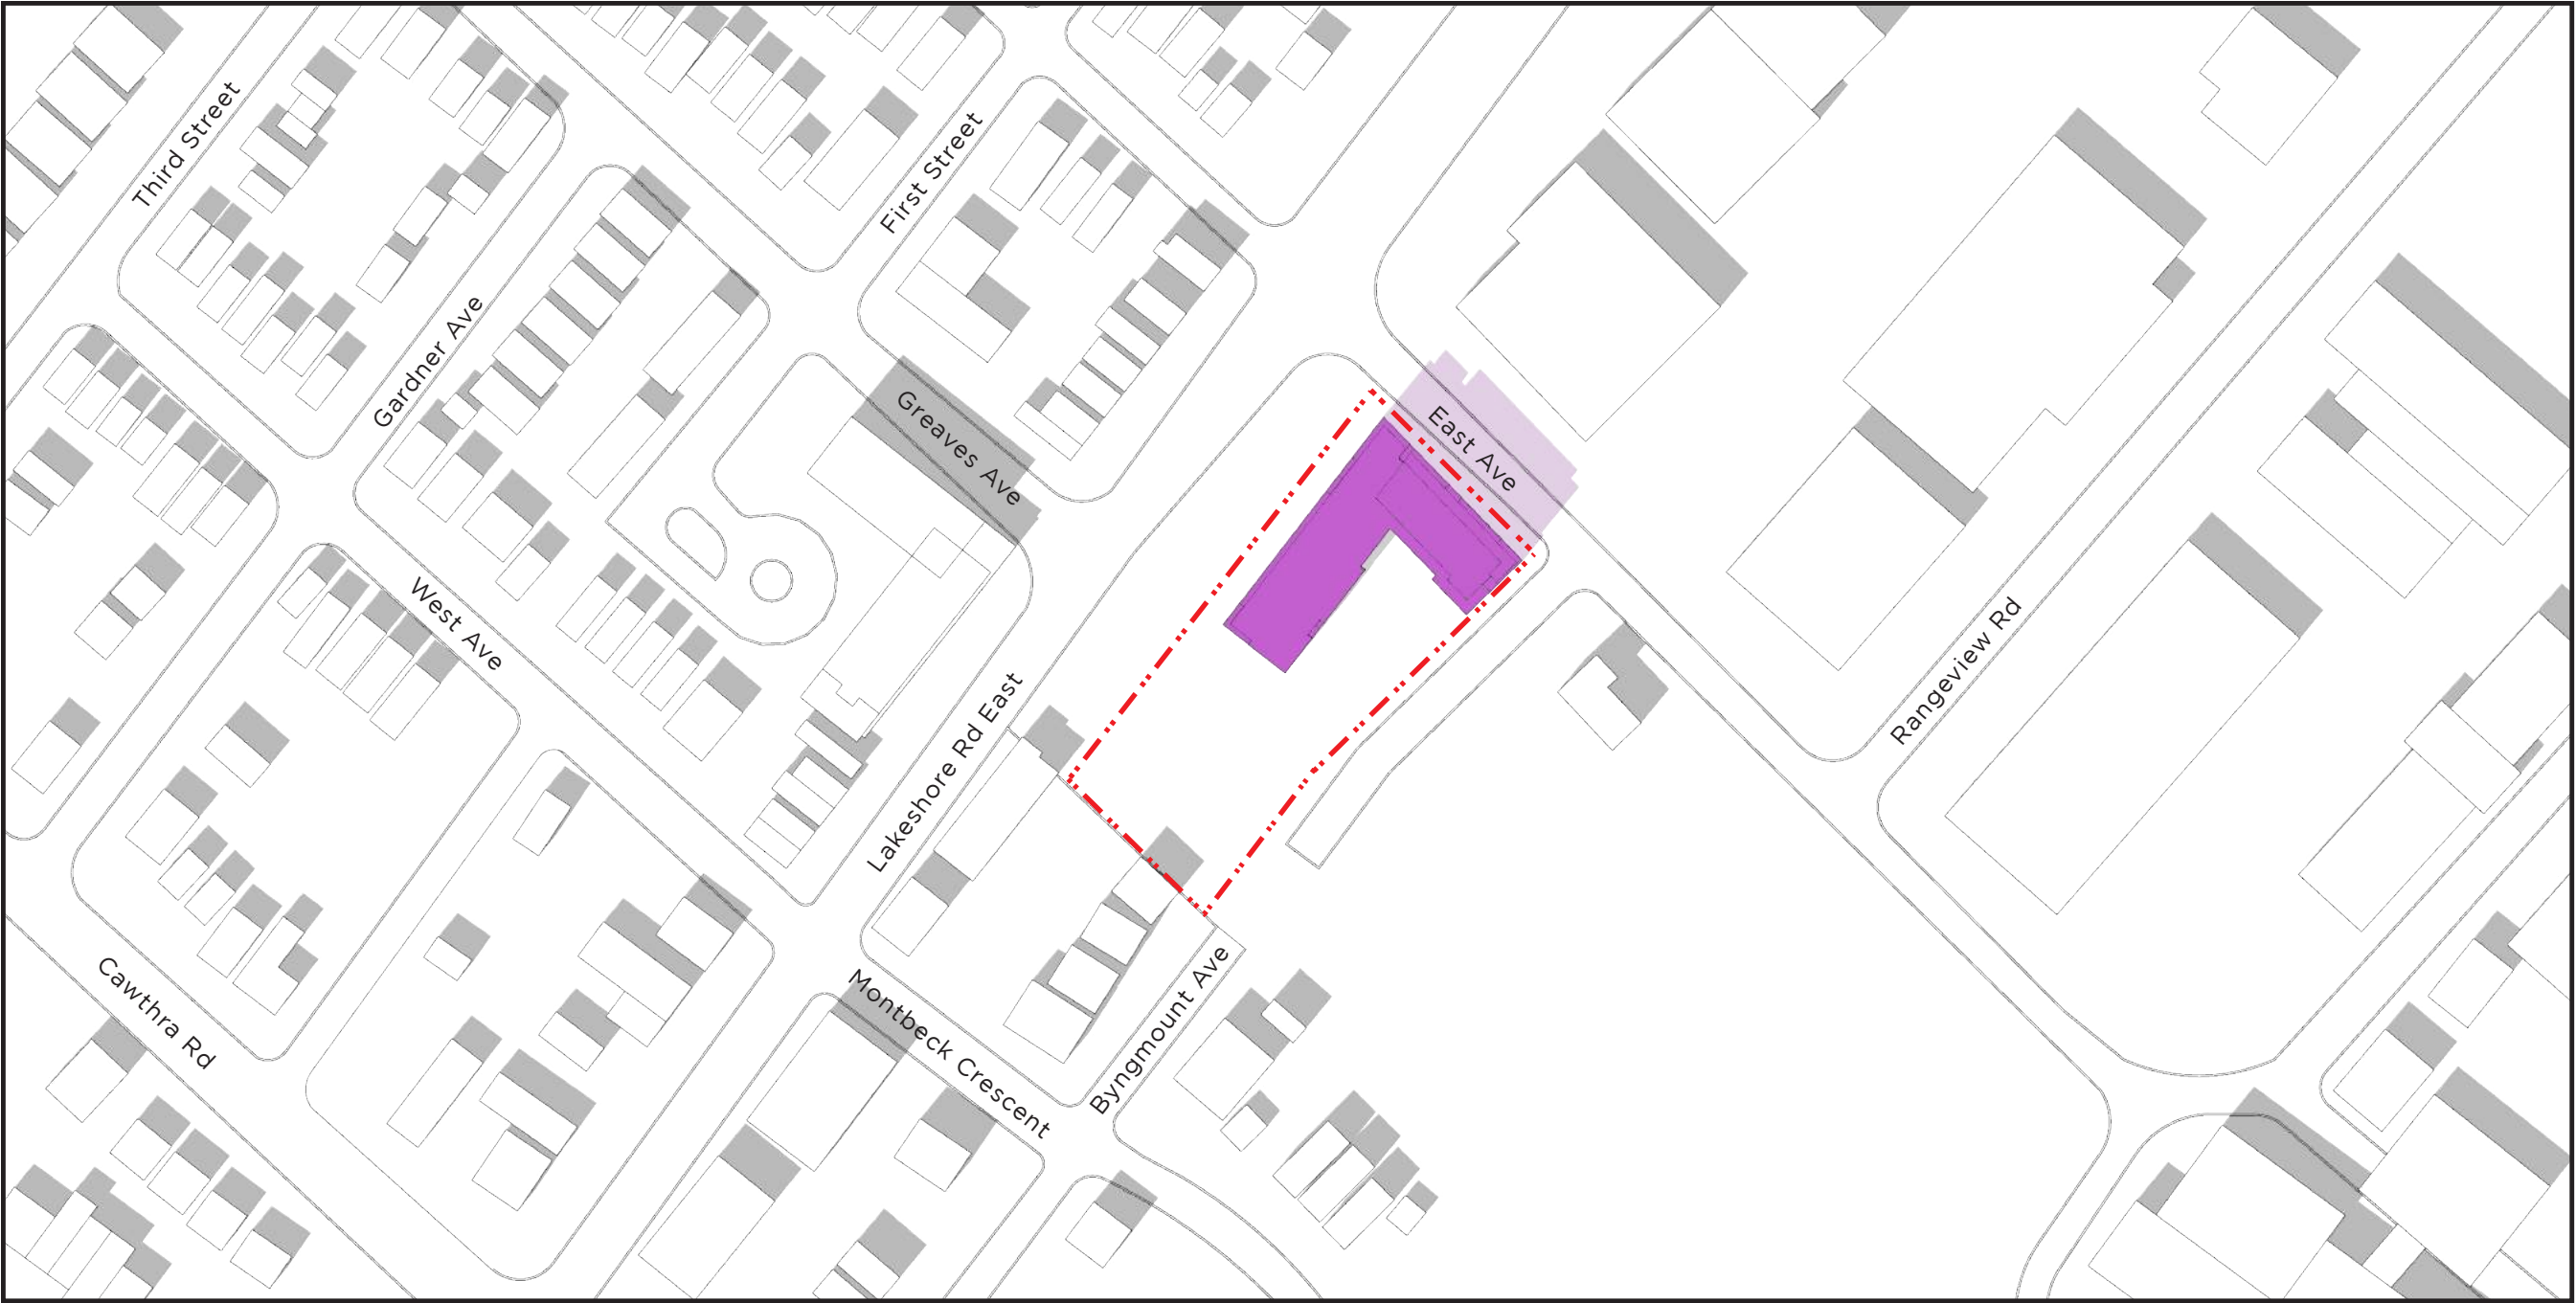 Third Street
First Street
Gardner Ave
Greaves Ave
East Ave
West Ave
Rangeview Rd
Lakeshore Rd East
Cawthra Rd
Montbeck Crescent
Byngmount Ave